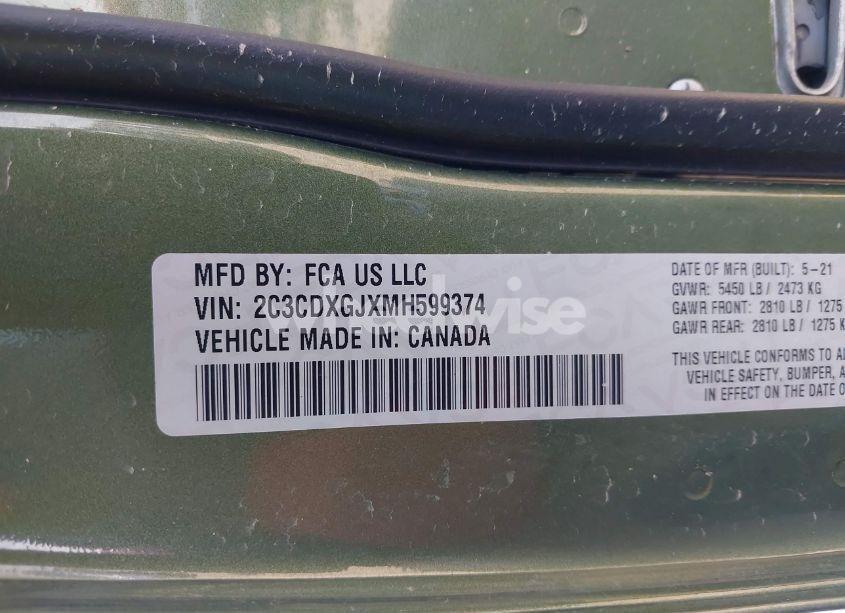 MFD BY: FCA US LLC
VIN: 2C3CDXGJXMH599374
VEHICLE MADE IN: CANADA
DATE OF MFR (BUILT): 5-21
GVWR: 5450 LB / 2473 KG
GAWR FRONT: 2810 LB / 1275
GAWR REAR: 2810 LB / 1275 K
THIS VEHICLE CONFORMS TO AL
VEHICLE SAFETY, BUMPER, A
IN EFFECT ON THE DATE O